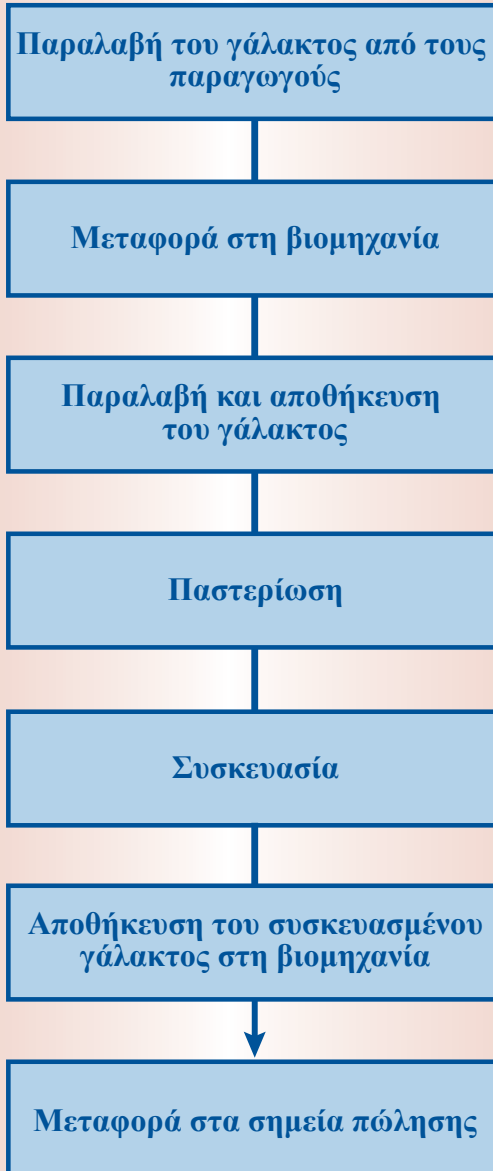 Παραλαβή του γάλακτος από τους
παραγωγούς
Μεταφορά στη βιομηχανία
Παραλαβή και αποθήκευση
του γάλακτος
Παστερίωση
Συσκευασία
Αποθήκευση του συσκευασμένου
γάλακτος στη βιομηχανία
Μεταφορά στα σημεία πώλησης